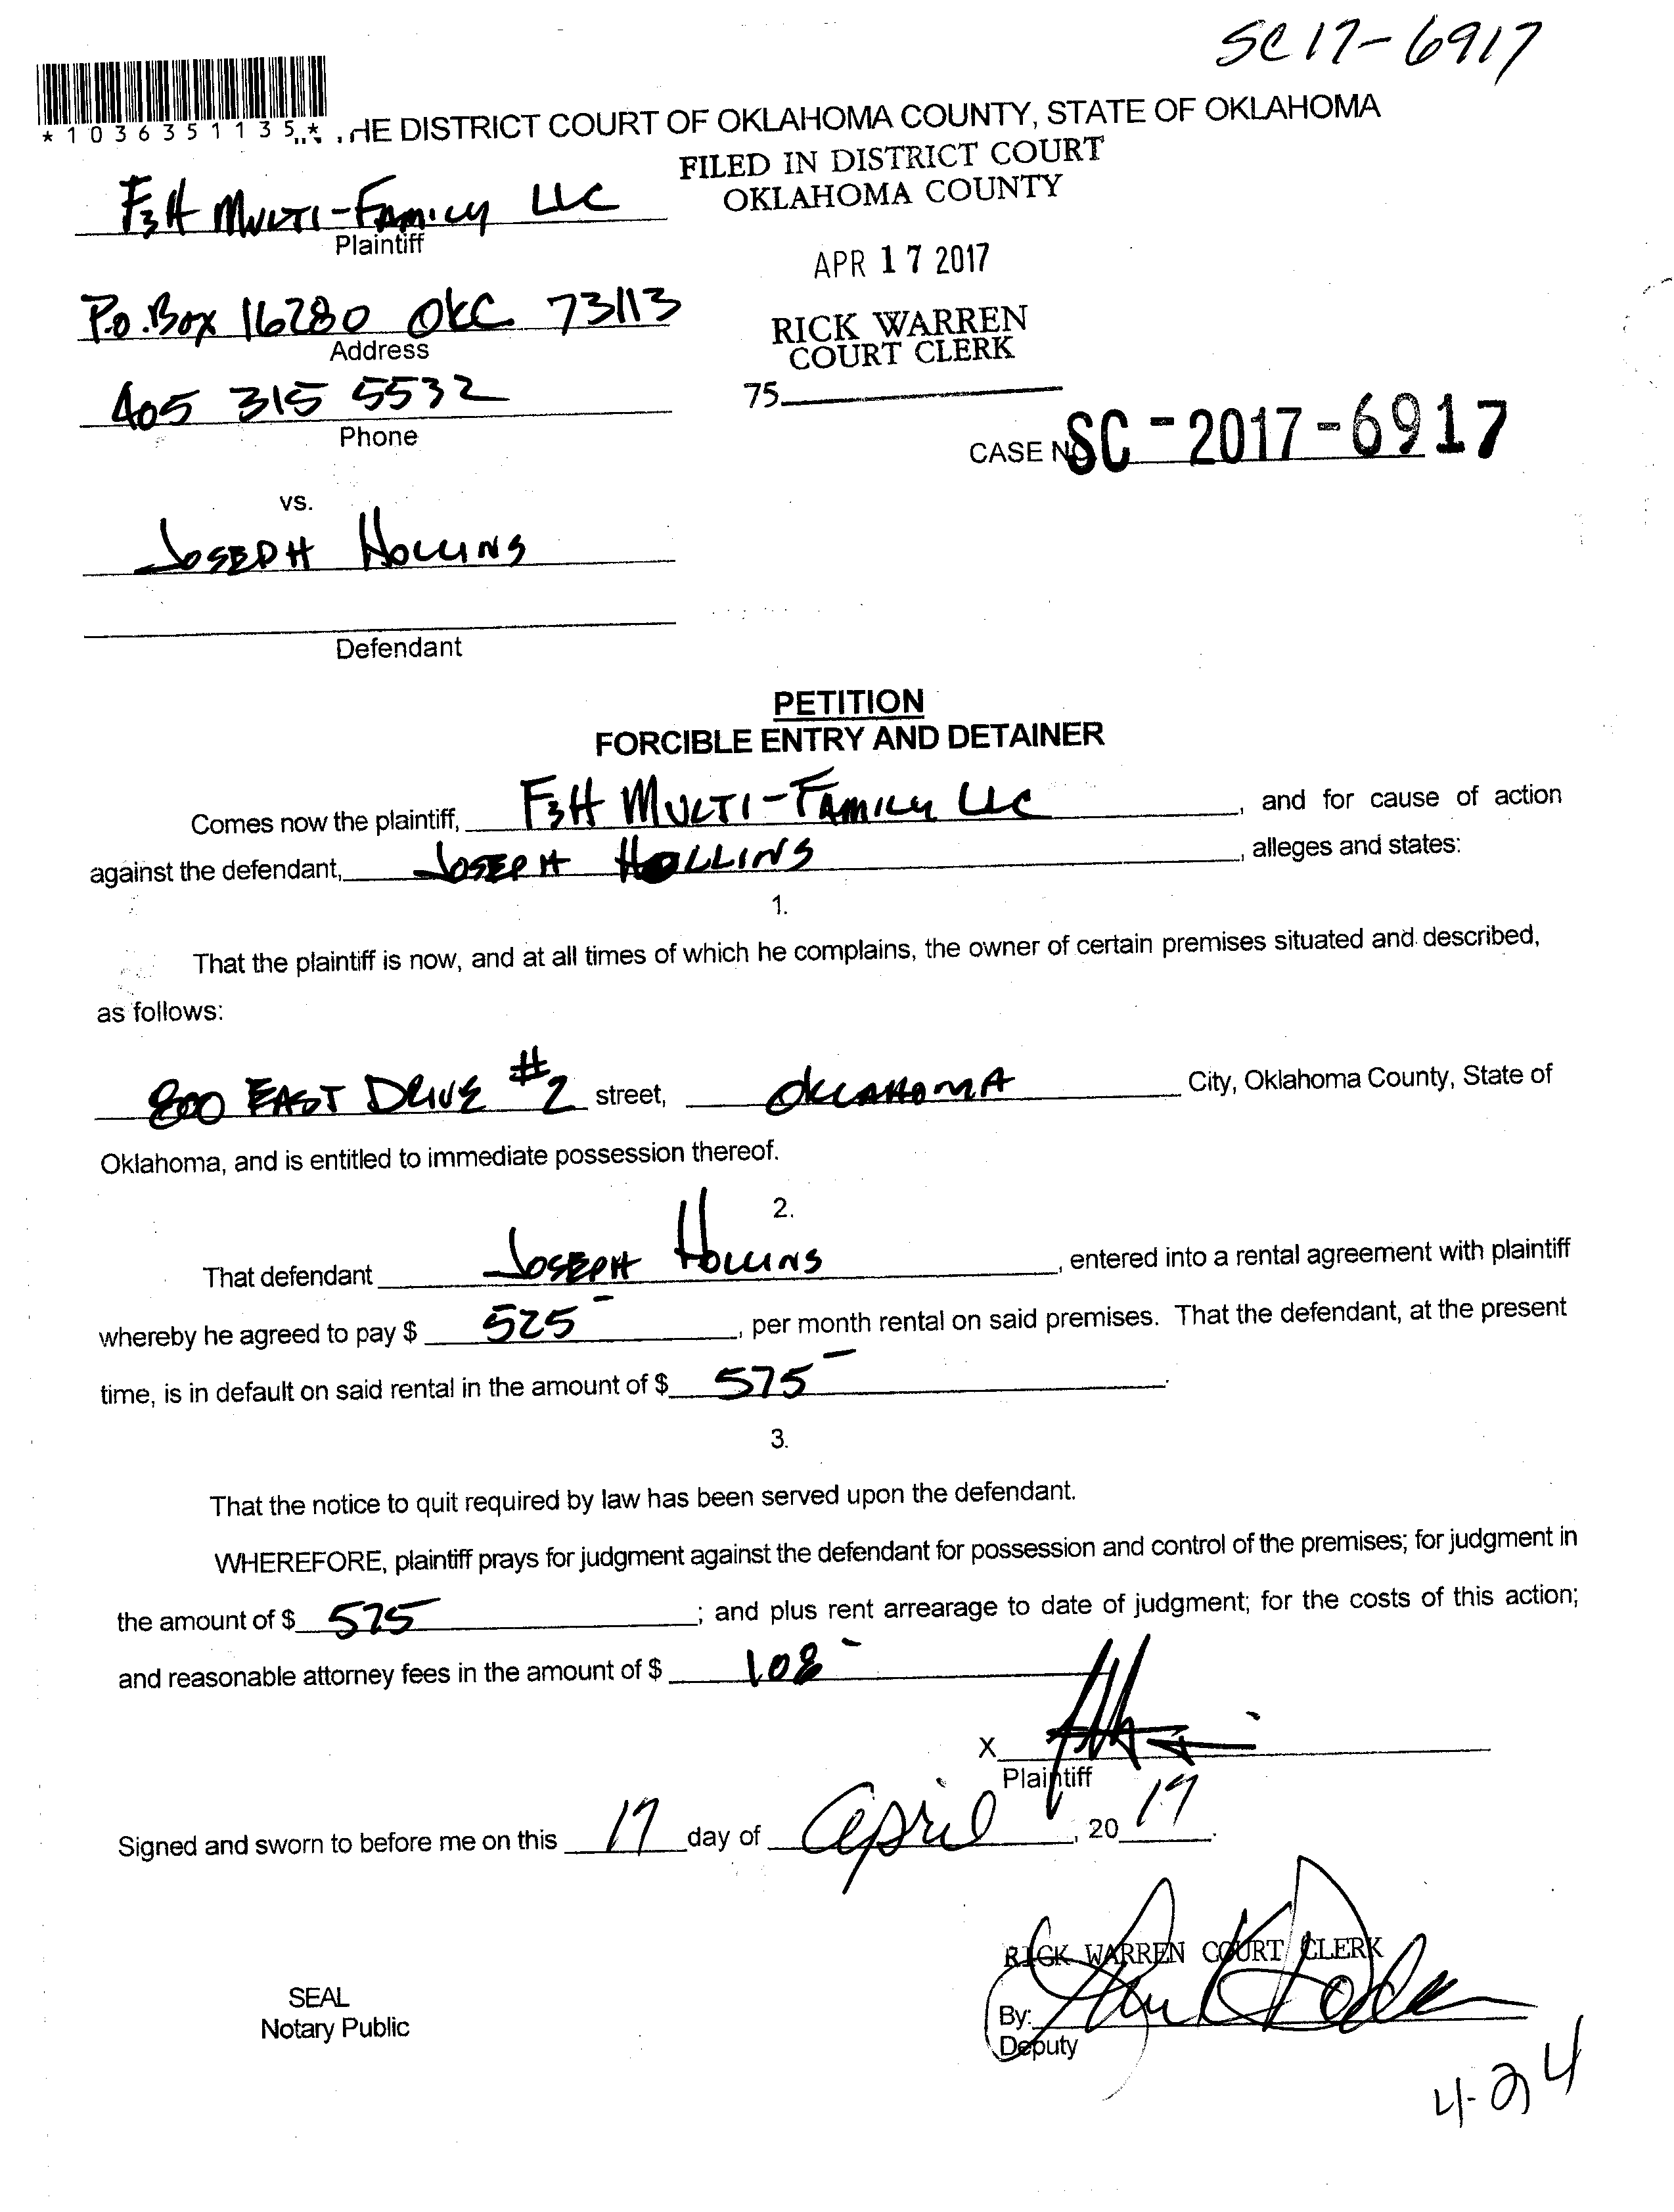 SC17-6917
*1036351135* HE DISTRICT COURT OF OKLAHOMA COUNTY, STATE OF OKLAHOMA
FILED IN DISTRICT COURT
OKLAHOMA COUNTY
F3H MULTI-FAMILY LLC
Plaintiff
APR 17 2017
P.O. Box 16280 OKC 73113
Address
RICK WARREN
COURT CLERK
405 315 5532
Phone
75
CASE NO SC-2017-6917
vs.
JOSEPH HOLLINS
Defendant
PETITION
FORCIBLE ENTRY AND DETAINER
Comes now the plaintiff, F3H MULTI-FAMILY LLC, and for cause of action
against the defendant, JOSEPH HOLLINS, alleges and states:
1.
That the plaintiff is now, and at all times of which he complains, the owner of certain premises situated and described,
as follows:
800 EAST DRIVE #2 street, OKLAHOMA City, Oklahoma County, State of
Oklahoma, and is entitled to immediate possession thereof.
2.
That defendant JOSEPH HOLLINS, entered into a rental agreement with plaintiff
whereby he agreed to pay $ 525-, per month rental on said premises. That the defendant, at the present
time, is in default on said rental in the amount of $ 575-.
3.
That the notice to quit required by law has been served upon the defendant.
WHEREFORE, plaintiff prays for judgment against the defendant for possession and control of the premises; for judgment in
the amount of $ 575; and plus rent arrearage to date of judgment; for the costs of this action;
and reasonable attorney fees in the amount of $ 108-
X
Plaintiff
Signed and sworn to before me on this 17 day of April, 20 17.
RICK WARREN COURT CLERK
SEAL
Notary Public
By:
Deputy
4-24